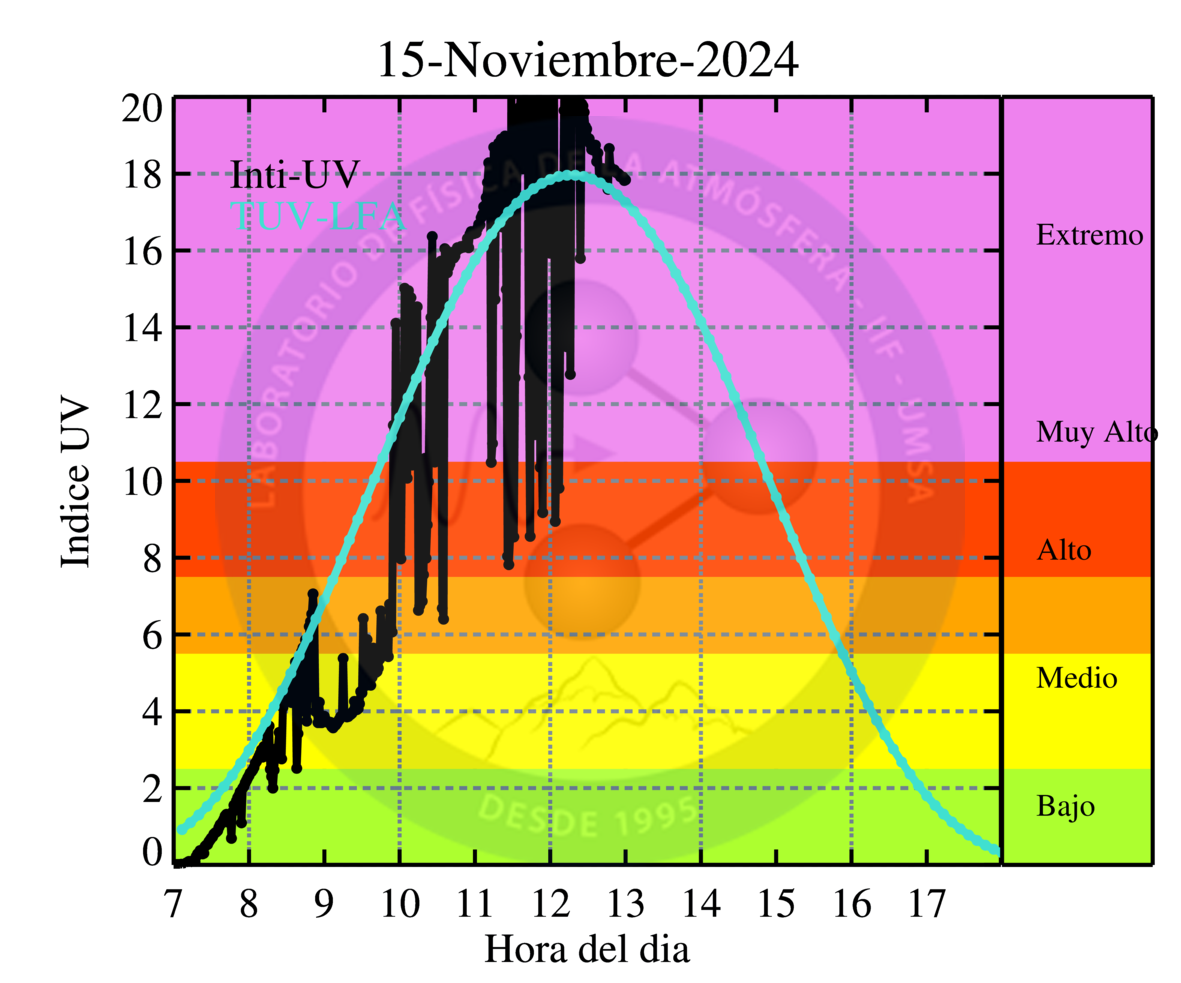 15-Noviembre-2024
20
18
16
14
12
10
8
6
4
2
0
Indice UV
Inti-UV
TUV-LFA
LABORATORIO DE FÍSICA DE LA ATMÓSFERA - IIF - UMSA
DESDE 1995
Extremo
Muy Alto
Alto
Medio
Bajo
7 8 9 10 11 12 13 14 15 16 17
Hora del dia